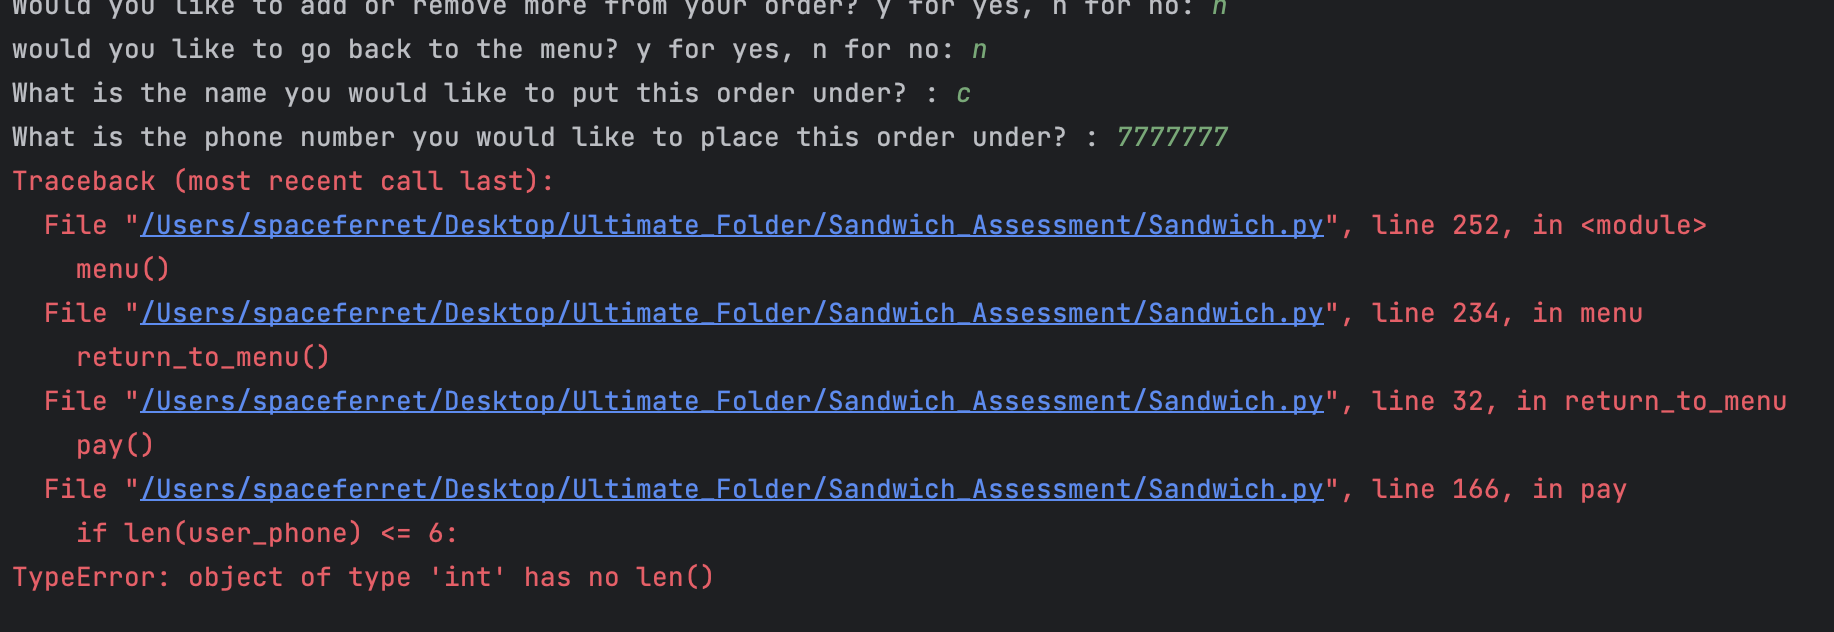 Would you like to add or remove more from your order? y for yes, n for no: n
would you like to go back to the menu? y for yes, n for no: n
What is the name you would like to put this order under? : c
What is the phone number you would like to place this order under? : 7777777
Traceback (most recent call last):
  File "/Users/spaceferret/Desktop/Ultimate_Folder/Sandwich_Assessment/Sandwich.py", line 252, in <module>
    menu()
  File "/Users/spaceferret/Desktop/Ultimate_Folder/Sandwich_Assessment/Sandwich.py", line 234, in menu
    return_to_menu()
  File "/Users/spaceferret/Desktop/Ultimate_Folder/Sandwich_Assessment/Sandwich.py", line 32, in return_to_menu
    pay()
  File "/Users/spaceferret/Desktop/Ultimate_Folder/Sandwich_Assessment/Sandwich.py", line 166, in pay
    if len(user_phone) <= 6:
TypeError: object of type 'int' has no len()